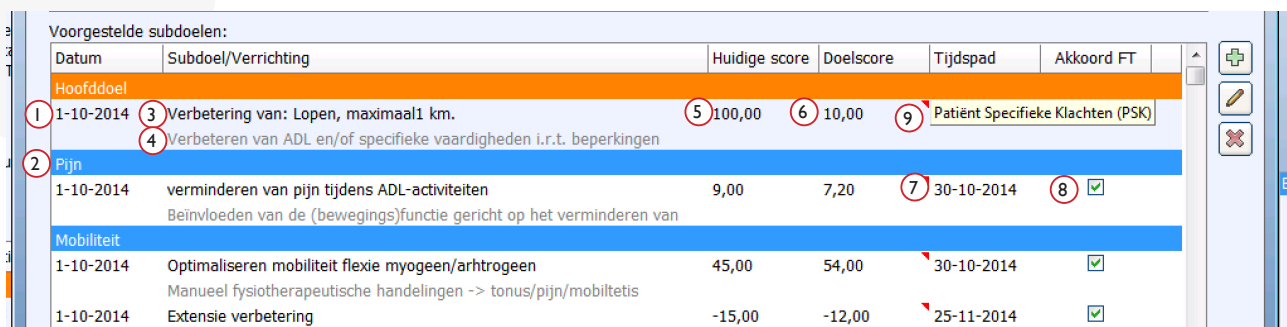 Voorgestelde subdoelen:
Datum Subdoel/Verrichting Huidige score Doelscore Tijdspad Akkoord FT
Hoofddoel
1 1-10-2014 3 Verbetering van: Lopen, maximaal1 km. 5 100,00 6 10,00 9 Patiënt Specifieke Klachten (PSK)
4 Verbeteren van ADL en/of specifieke vaardigheden i.r.t. beperkingen
2 Pijn
1-10-2014 verminderen van pijn tijdens ADL-activiteiten 9,00 7,20 7 30-10-2014 8
Beïnvloeden van de (bewegings)functie gericht op het verminderen van
Mobiliteit
1-10-2014 Optimaliseren mobiliteit flexie myogeen/arhtrogeen 45,00 54,00 30-10-2014
Manueel fysiotherapeutische handelingen -> tonus/pijn/mobiltetis
1-10-2014 Extensie verbetering -15,00 -12,00 25-11-2014